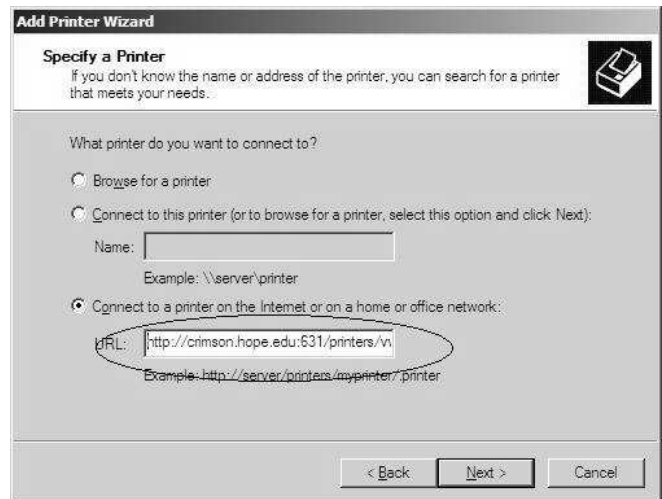 Add Printer Wizard
Specify a Printer
If you don't know the name or address of the printer, you can search for a printer
that meets your needs.
What printer do you want to connect to?
Browse for a printer
Connect to this printer (or to browse for a printer, select this option and click Next):
Name:
Example: \\server\printer
Connect to a printer on the Internet or on a home or office network:
URL: http://crimson.hope.edu:631/printers/
Example: http://server/printers/myprinter/.printer
< Back Next > Cancel